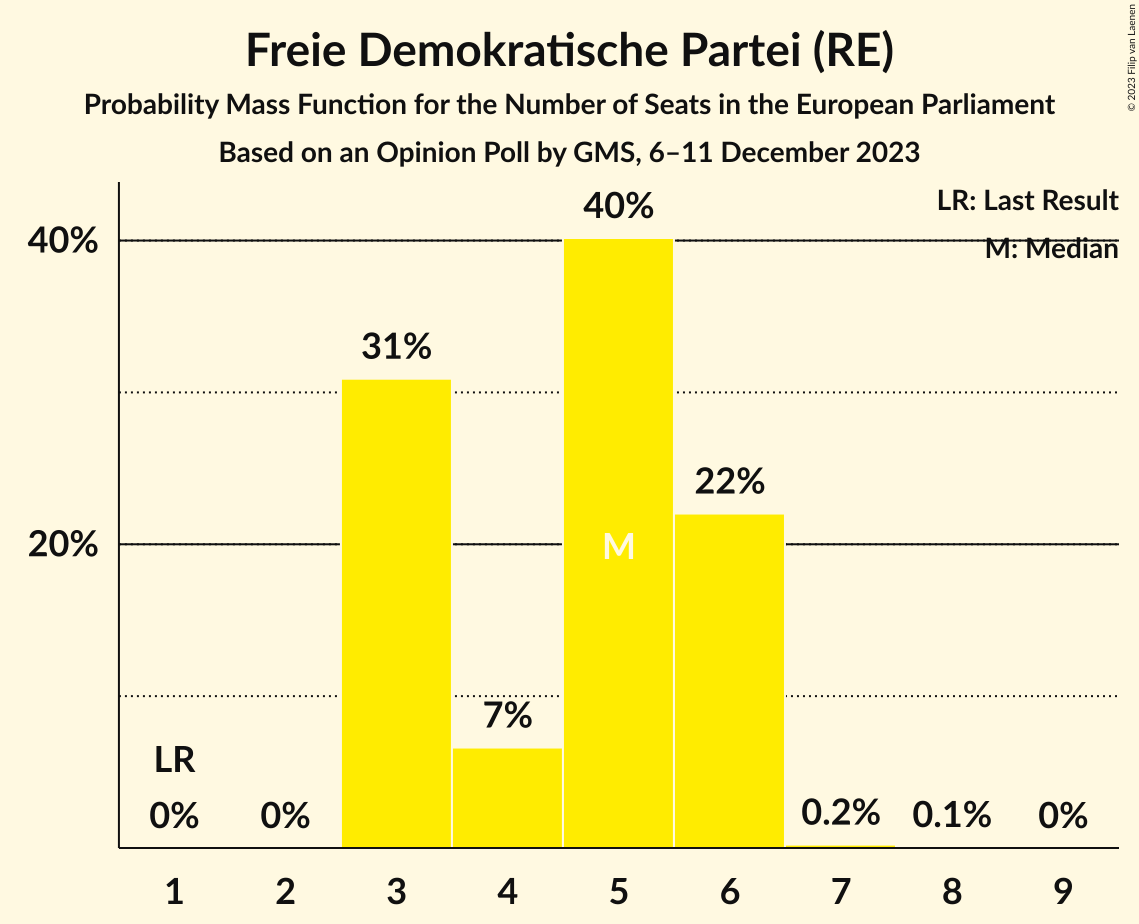 Freie Demokratische Partei (RE)
Probability Mass Function for the Number of Seats in the European Parliament
Based on an Opinion Poll by GMS, 6–11 December 2023
© 2023 Filip van Laenen
LR: Last Result
M: Median
40%
20%
LR
0%
0%
31%
7%
40%
M
22%
0.2%
0.1%
0%
1 2 3 4 5 6 7 8 9